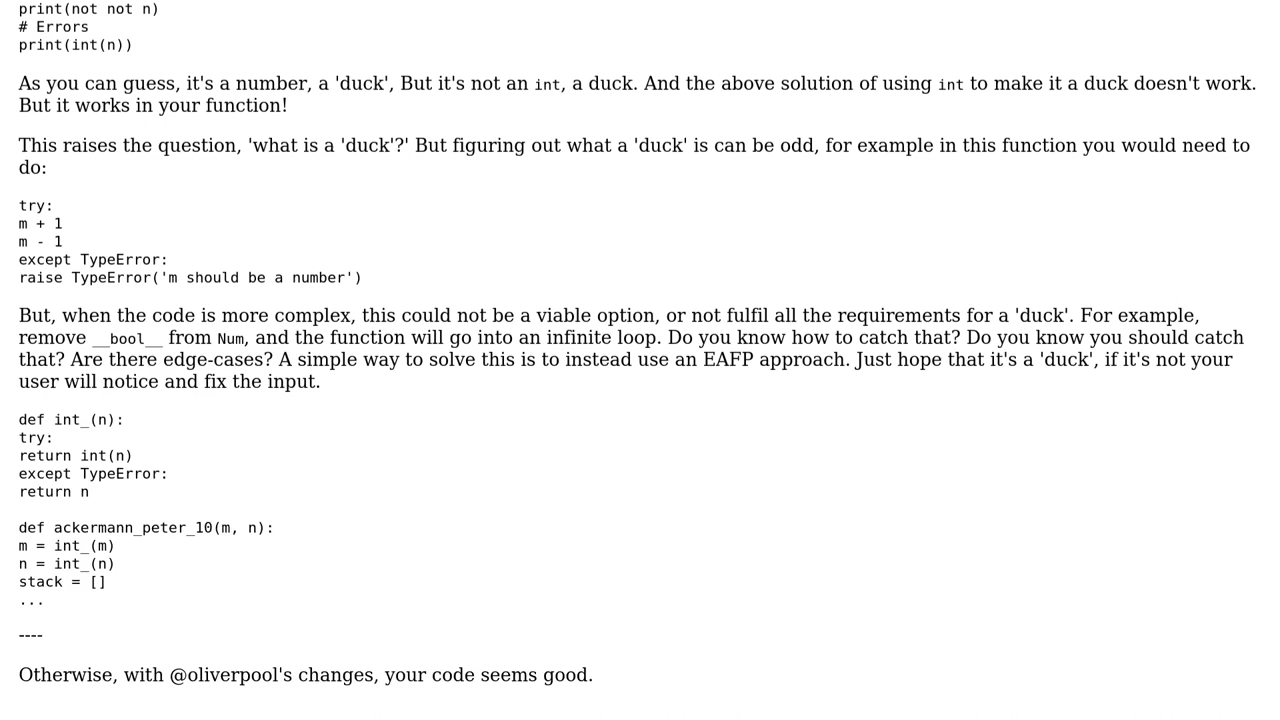 print(not not n)
# Errors
print(int(n))
As you can guess, it's a number, a 'duck', But it's not an int, a duck. And the above solution of using int to make it a duck doesn't work.
But it works in your function!
This raises the question, 'what is a 'duck'?' But figuring out what a 'duck' is can be odd, for example in this function you would need to
do:
try:
m + 1
m - 1
except TypeError:
raise TypeError('m should be a number')
But, when the code is more complex, this could not be a viable option, or not fulfil all the requirements for a 'duck'. For example,
remove __bool__ from Num, and the function will go into an infinite loop. Do you know how to catch that? Do you know you should catch
that? Are there edge-cases? A simple way to solve this is to instead use an EAFP approach. Just hope that it's a 'duck', if it's not your
user will notice and fix the input.
def int_(n):
try:
return int(n)
except TypeError:
return n
def ackermann_peter_10(m, n):
m = int_(m)
n = int_(n)
stack = []
...
----
Otherwise, with @oliverpool's changes, your code seems good.